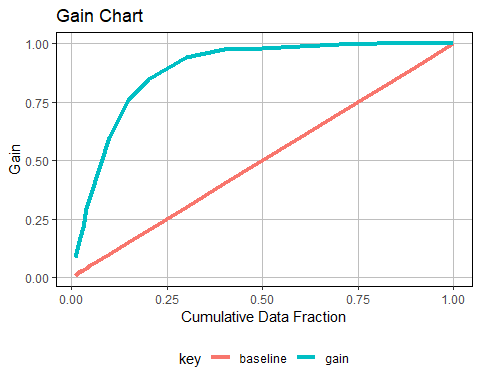 Gain Chart
1.00
0.75
0.50
0.25
0.00
Gain
0.00 0.25 0.50 0.75 1.00
Cumulative Data Fraction
key baseline gain